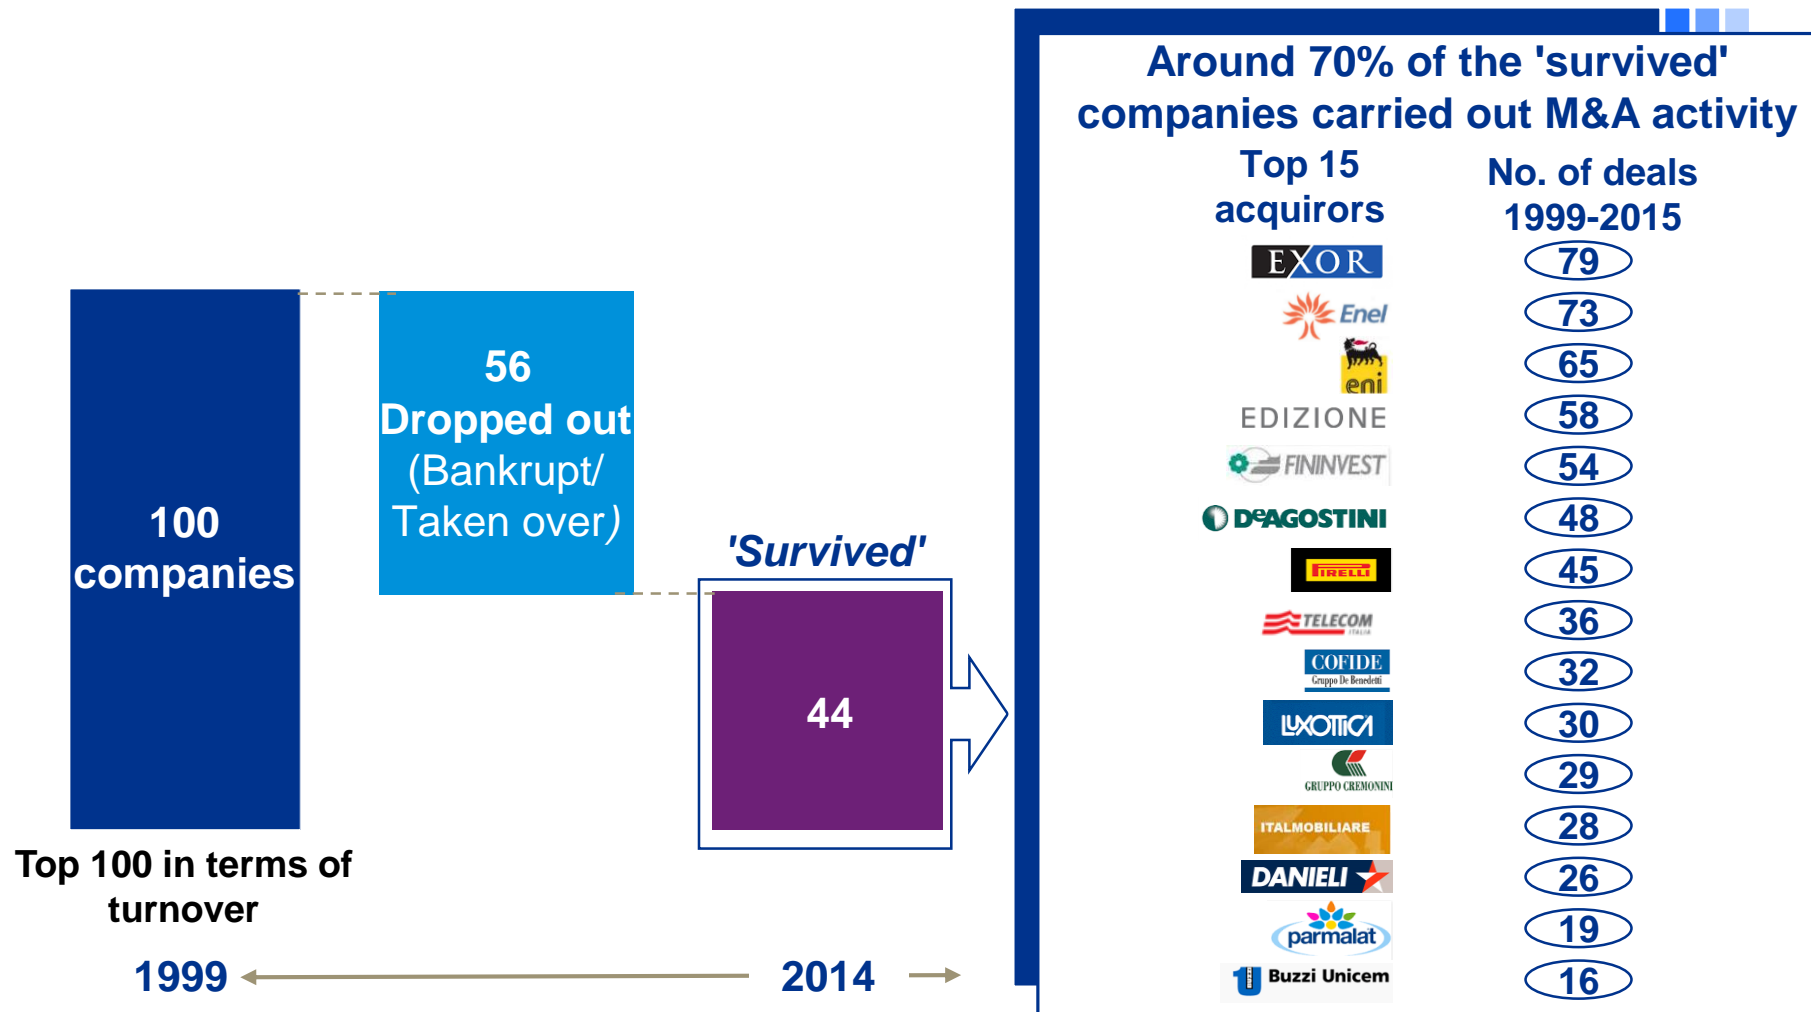 Around 70% of the 'survived'
companies carried out M&A activity
Top 15
acquirors
No. of deals
1999-2015
EXOR
79
Enel
73
eni
65
EDIZIONE
58
FININVEST
54
DeAGOSTINI
48
PIRELLI
45
TELECOM
ITALIA
36
COFIDE
Gruppo De Benedetti
32
LUXOTTICA
30
GRUPPO CREMONINI
29
ITALMOBILIARE
28
DANIELI
26
parmalat
19
Buzzi Unicem
16
100
companies
56
Dropped out
(Bankrupt/
Taken over)
'Survived'
44
Top 100 in terms of
turnover
1999
2014